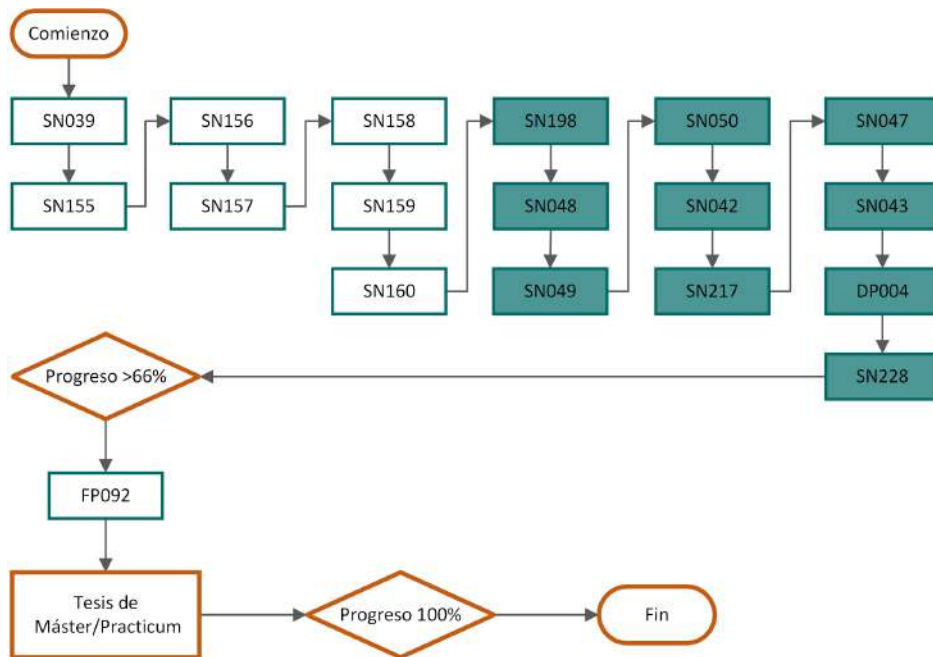 Comienzo
SN039
SN155
SN156
SN157
SN158
SN159
SN160
SN198
SN048
SN049
SN050
SN042
SN217
SN047
SN043
DP004
SN228
Progreso >66%
FP092
Tesis de
Máster/Practicum
Progreso 100%
Fin